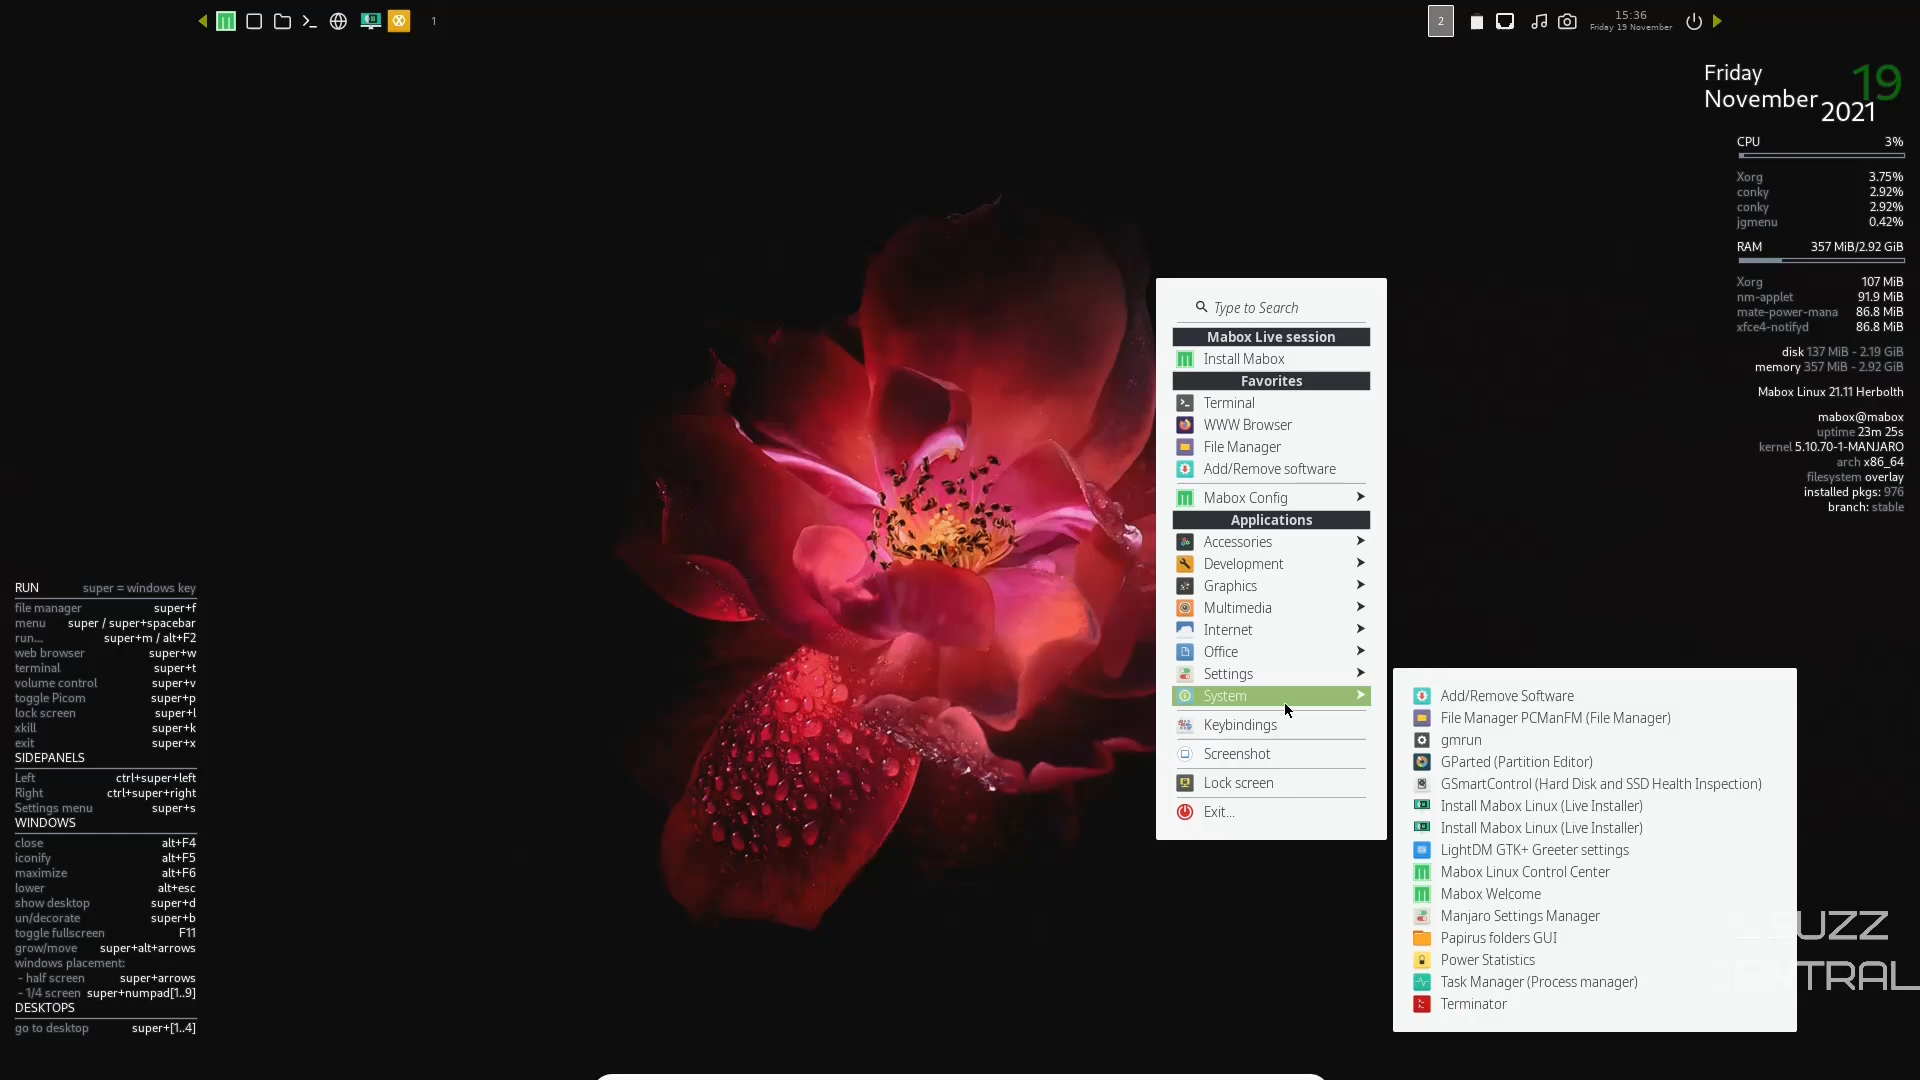 1
2
15:36
Friday 19 November
Friday 19
November
2021
CPU 3%
Xorg 3.75%
conky 2.92%
conky 2.92%
jgmenu 0.42%
RAM 357 MiB/2.92 GiB
Xorg 107 MiB
nm-applet 91.9 MiB
mate-power-mana 86.8 MiB
xfce4-notifyd 86.8 MiB
disk 137 MiB - 2.19 GiB
memory 357 MiB - 2.92 GiB
Mabox Linux 21.11 Herbolth
mabox@mabox
uptime 23m 25s
kernel 5.10.70-1-MANJARO
arch x86_64
filesystem overlay
installed pkgs: 976
branch: stable
Type to Search
Mabox Live session
Install Mabox
Favorites
Terminal
WWW Browser
File Manager
Add/Remove software
Mabox Config
Applications
Accessories
Development
Graphics
Multimedia
Internet
Office
Settings
System
Keybindings
Screenshot
Lock screen
Exit...
Add/Remove Software
File Manager PCManFM (File Manager)
gmrun
GParted (Partition Editor)
GSmartControl (Hard Disk and SSD Health Inspection)
Install Mabox Linux (Live Installer)
Install Mabox Linux (Live Installer)
LightDM GTK+ Greeter settings
Mabox Linux Control Center
Mabox Welcome
Manjaro Settings Manager
Papirus folders GUI
Power Statistics
Task Manager (Process manager)
Terminator
RUN super = windows key
file manager super+f
menu super / super+spacebar
run... super+m / alt+F2
web browser super+w
terminal super+t
volume control super+v
toggle Picom super+p
lock screen super+l
xkill super+k
exit super+x
SIDEPANELS
Left ctrl+super+left
Right ctrl+super+right
Settings menu super+s
WINDOWS
close alt+F4
iconify alt+F5
maximize alt+F6
lower alt+esc
show desktop super+d
un/decorate super+b
toggle fullscreen F11
grow/move super+alt+arrows
windows placement:
- half screen super+arrows
- 1/4 screen super+numpad[1..9]
DESKTOPS
go to desktop super+[1..4]